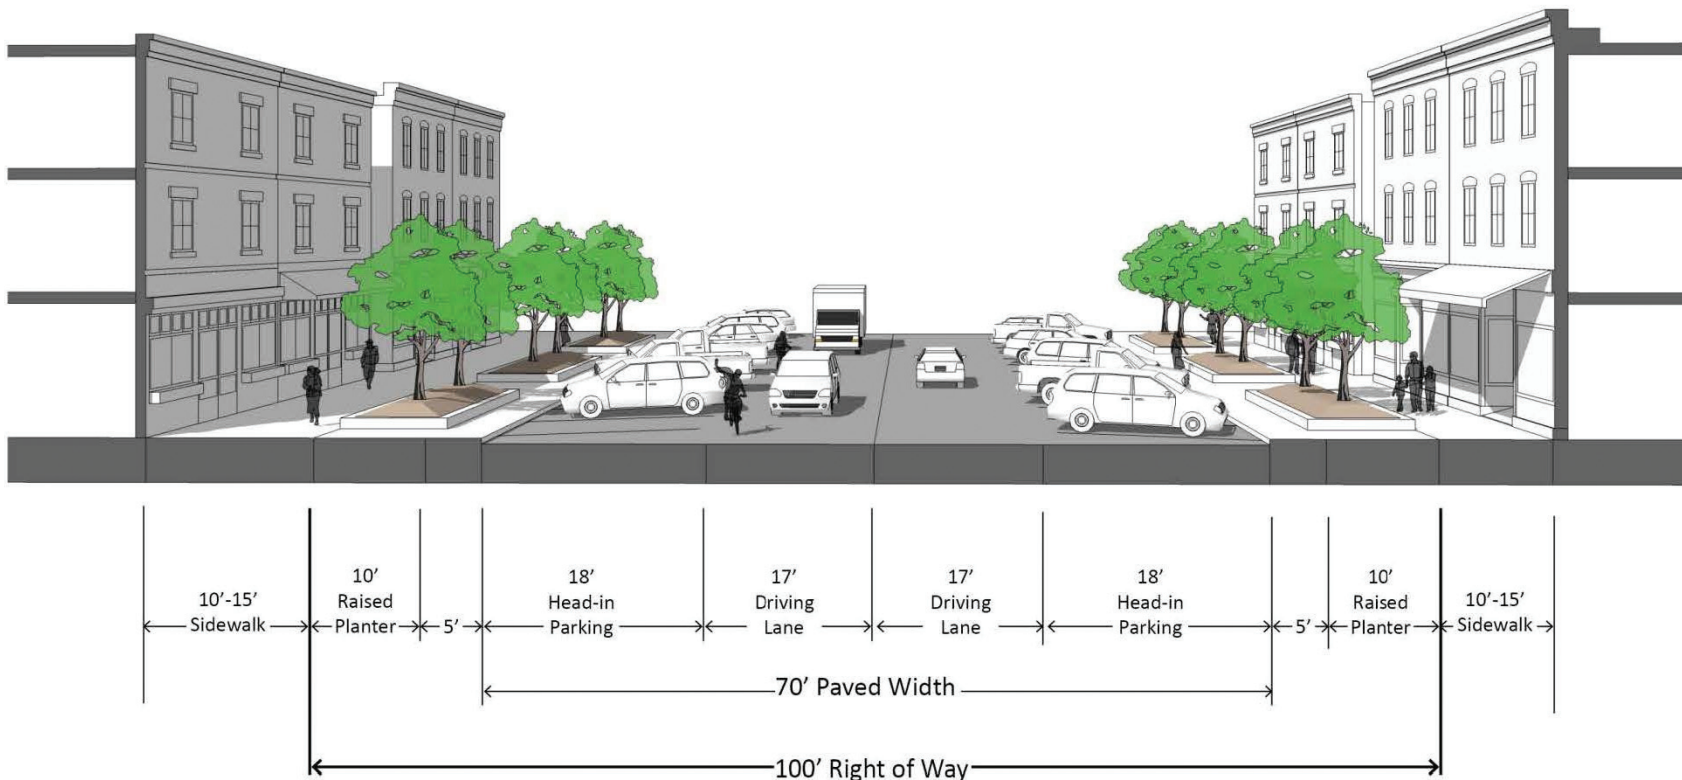 10'-15'
Sidewalk
10'
Raised
Planter
5'
18'
Head-in
Parking
17'
Driving
Lane
17'
Driving
Lane
18'
Head-in
Parking
5'
10'
Raised
Planter
10'-15'
Sidewalk
70' Paved Width
100' Right of Way